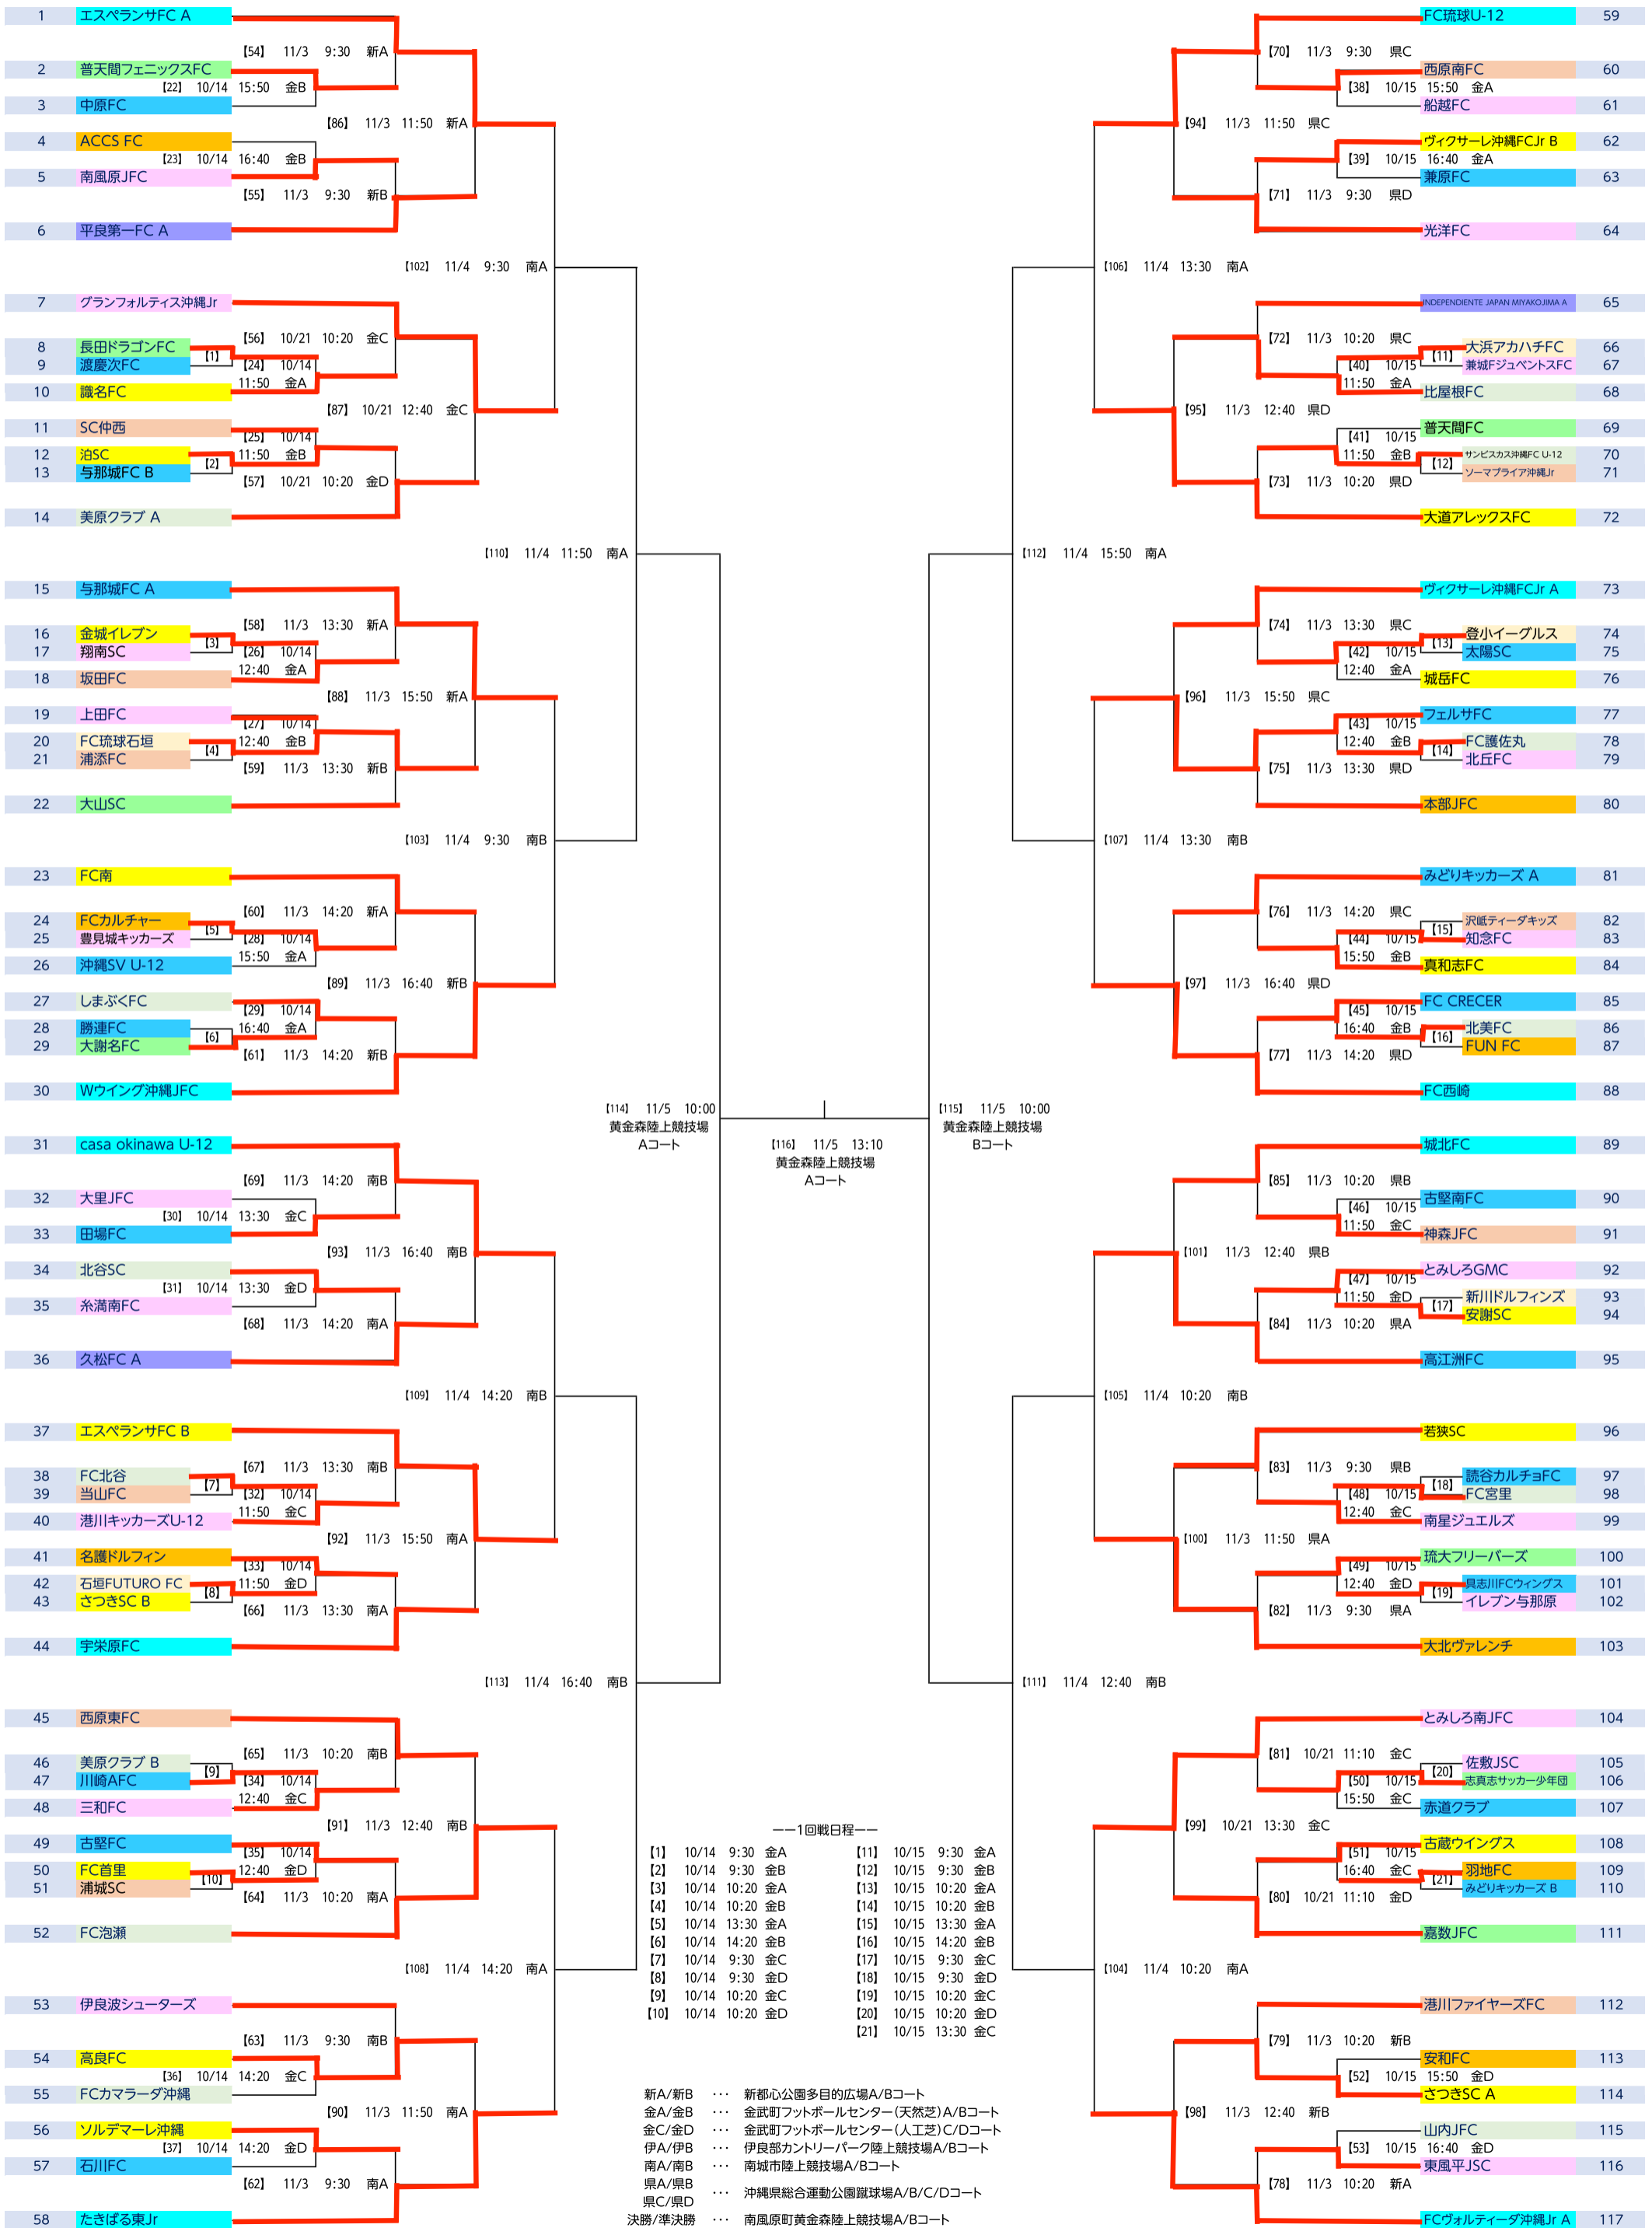 1 エスペランサFC A
【54】 11/3 9:30 新A
2 普天間フェニックスFC
【22】 10/14 15:50 金B
3 中原FC
【86】 11/3 11:50 新A
4 ACCS FC
【23】 10/14 16:40 金B
5 南風原JFC
【55】 11/3 9:30 新B
6 平良第一FC A
【102】 11/4 9:30 南A
7 グランフォルティス沖縄Jr
【56】 10/21 10:20 金C
8 長田ドラゴンFC
【1】
9 渡慶次FC
【24】 10/14
11:50 金A
10 識名FC
【87】 10/21 12:40 金C
11 SC仲西
【25】 10/14
12 泊SC
11:50 金B
【2】
13 与那城FC B
【57】 10/21 10:20 金D
14 美原クラブ A
【110】 11/4 11:50 南A
15 与那城FC A
【58】 11/3 13:30 新A
16 金城イレブン
【3】
17 翔南SC
【26】 10/14
12:40 金A
18 坂田FC
【88】 11/3 15:50 新A
19 上田FC
【27】 10/14
20 FC琉球石垣
12:40 金B
【4】
21 浦添FC
【59】 11/3 13:30 新B
22 大山SC
【103】 11/4 9:30 南B
23 FC南
【60】 11/3 14:20 新A
24 FCカルチャー
【5】
25 豊見城キッカーズ
【28】 10/14
15:50 金A
26 沖縄SV U-12
【89】 11/3 16:40 新B
27 しまぶくFC
【29】 10/14
28 勝連FC
16:40 金A
【6】
29 大謝名FC
【61】 11/3 14:20 新B
30 Wウイング沖縄JFC
【114】 11/5 10:00
黄金森陸上競技場
Aコート
31 casa okinawa U-12
【69】 11/3 14:20 南B
32 大里JFC
【30】 10/14 13:30 金C
33 田場FC
【93】 11/3 16:40 南B
34 北谷SC
【31】 10/14 13:30 金D
35 糸満南FC
【68】 11/3 14:20 南A
36 久松FC A
【109】 11/4 14:20 南B
37 エスペランサFC B
【67】 11/3 13:30 南B
38 FC北谷
【7】
39 当山FC
【32】 10/14
11:50 金C
40 港川キッカーズU-12
【92】 11/3 15:50 南A
41 名護ドルフィン
【33】 10/14
42 石垣FUTURO FC
11:50 金D
【8】
43 さつきSC B
【66】 11/3 13:30 南A
44 宇栄原FC
【113】 11/4 16:40 南B
45 西原東FC
【65】 11/3 10:20 南B
46 美原クラブ B
【9】
47 川崎AFC
【34】 10/14
12:40 金C
48 三和FC
【91】 11/3 12:40 南B
49 古堅FC
【35】 10/14
50 FC首里
12:40 金D
【10】
51 浦城SC
【64】 11/3 10:20 南A
52 FC泡瀬
【108】 11/4 14:20 南A
53 伊良波シューターズ
【63】 11/3 9:30 南B
54 高良FC
【36】 10/14 14:20 金C
55 FCカマラーダ沖縄
【90】 11/3 11:50 南A
56 ソルデマーレ沖縄
【37】 10/14 14:20 金D
57 石川FC
【62】 11/3 9:30 南A
58 たきばる東Jr
【116】 11/5 13:10
黄金森陸上競技場
Aコート
ーー1回戦日程ーー
【1】 10/14 9:30 金A 【11】 10/15 9:30 金A
【2】 10/14 9:30 金B 【12】 10/15 9:30 金B
【3】 10/14 10:20 金A 【13】 10/15 10:20 金A
【4】 10/14 10:20 金B 【14】 10/15 10:20 金B
【5】 10/14 13:30 金A 【15】 10/15 13:30 金A
【6】 10/14 14:20 金B 【16】 10/15 14:20 金B
【7】 10/14 9:30 金C 【17】 10/15 9:30 金C
【8】 10/14 9:30 金D 【18】 10/15 9:30 金D
【9】 10/14 10:20 金C 【19】 10/15 10:20 金C
【10】 10/14 10:20 金D 【20】 10/15 10:20 金D
【21】 10/15 13:30 金C
新A/新B ・・・ 新都心公園多目的広場A/Bコート
金A/金B ・・・ 金武町フットボールセンター(天然芝)A/Bコート
金C/金D ・・・ 金武町フットボールセンター(人工芝)C/Dコート
伊A/伊B ・・・ 伊良部カントリーパーク陸上競技場A/Bコート
南A/南B ・・・ 南城市陸上競技場A/Bコート
県A/県B
県C/県D ・・・ 沖縄県総合運動公園蹴球場A/B/C/Dコート
決勝/準決勝 ・・・ 南風原町黄金森陸上競技場A/Bコート
FC琉球U-12 59
【70】 11/3 9:30 県C
西原南FC 60
【38】 10/15 15:50 金A
船越FC 61
【94】 11/3 11:50 県C
ヴィクサーレ沖縄FCJr B 62
【39】 10/15 16:40 金A
兼原FC 63
【71】 11/3 9:30 県D
光洋FC 64
【106】 11/4 13:30 南A
INDEPENDIENTE JAPAN MIYAKOJIMA A 65
【72】 11/3 10:20 県C
大浜アカハチFC 66
【11】
【40】 10/15
兼城FジュベントスFC 67
11:50 金A
比屋根FC 68
【95】 11/3 12:40 県D
普天間FC 69
【41】 10/15
11:50 金B
サンビスカス沖縄FC U-12 70
【12】
ソーマプライア沖縄Jr 71
【73】 11/3 10:20 県D
大道アレックスFC 72
【112】 11/4 15:50 南A
ヴィクサーレ沖縄FCJr A 73
【74】 11/3 13:30 県C
登小イーグルス 74
【13】
【42】 10/15
太陽SC 75
12:40 金A
城岳FC 76
【96】 11/3 15:50 県C
フェルサFC 77
【43】 10/15
12:40 金B
FC護佐丸 78
【14】
北丘FC 79
【75】 11/3 13:30 県D
本部JFC 80
【107】 11/4 13:30 南B
みどりキッカーズ A 81
【76】 11/3 14:20 県C
沢岻ティーダキッズ 82
【15】
【44】 10/15
知念FC 83
15:50 金B
真和志FC 84
【97】 11/3 16:40 県D
FC CRECER 85
【45】 10/15
16:40 金B
北美FC 86
【16】
FUN FC 87
【77】 11/3 14:20 県D
FC西崎 88
【115】 11/5 10:00
黄金森陸上競技場
Bコート
城北FC 89
【85】 11/3 10:20 県B
古堅南FC 90
【46】 10/15
11:50 金C
神森JFC 91
【101】 11/3 12:40 県B
とみしろGMC 92
【47】 10/15
11:50 金D
新川ドルフィンズ 93
【17】
安謝SC 94
【84】 11/3 10:20 県A
高江洲FC 95
【105】 11/4 10:20 南B
若狭SC 96
【83】 11/3 9:30 県B
読谷カルチョFC 97
【18】
【48】 10/15
FC宮里 98
12:40 金C
南星ジュエルズ 99
【100】 11/3 11:50 県A
琉大フリーバーズ 100
【49】 10/15
12:40 金D
具志川FCウィングス 101
【19】
イレブン与那原 102
【82】 11/3 9:30 県A
大北ヴァレンチ 103
【111】 11/4 12:40 南B
とみしろ南JFC 104
【81】 10/21 11:10 金C
佐敷JSC 105
【20】
【50】 10/15
志真志サッカー少年団 106
15:50 金C
赤道クラブ 107
【99】 10/21 13:30 金C
古蔵ウイングス 108
【51】 10/15
16:40 金C
羽地FC 109
【21】
みどりキッカーズ B 110
【80】 10/21 11:10 金D
嘉数JFC 111
【104】 11/4 10:20 南A
港川ファイヤーズFC 112
【79】 11/3 10:20 新B
安和FC 113
【52】 10/15 15:50 金D
さつきSC A 114
【98】 11/3 12:40 新B
山内JFC 115
【53】 10/15 16:40 金D
東風平JSC 116
【78】 11/3 10:20 新A
FCヴォルティーダ沖縄Jr A 117